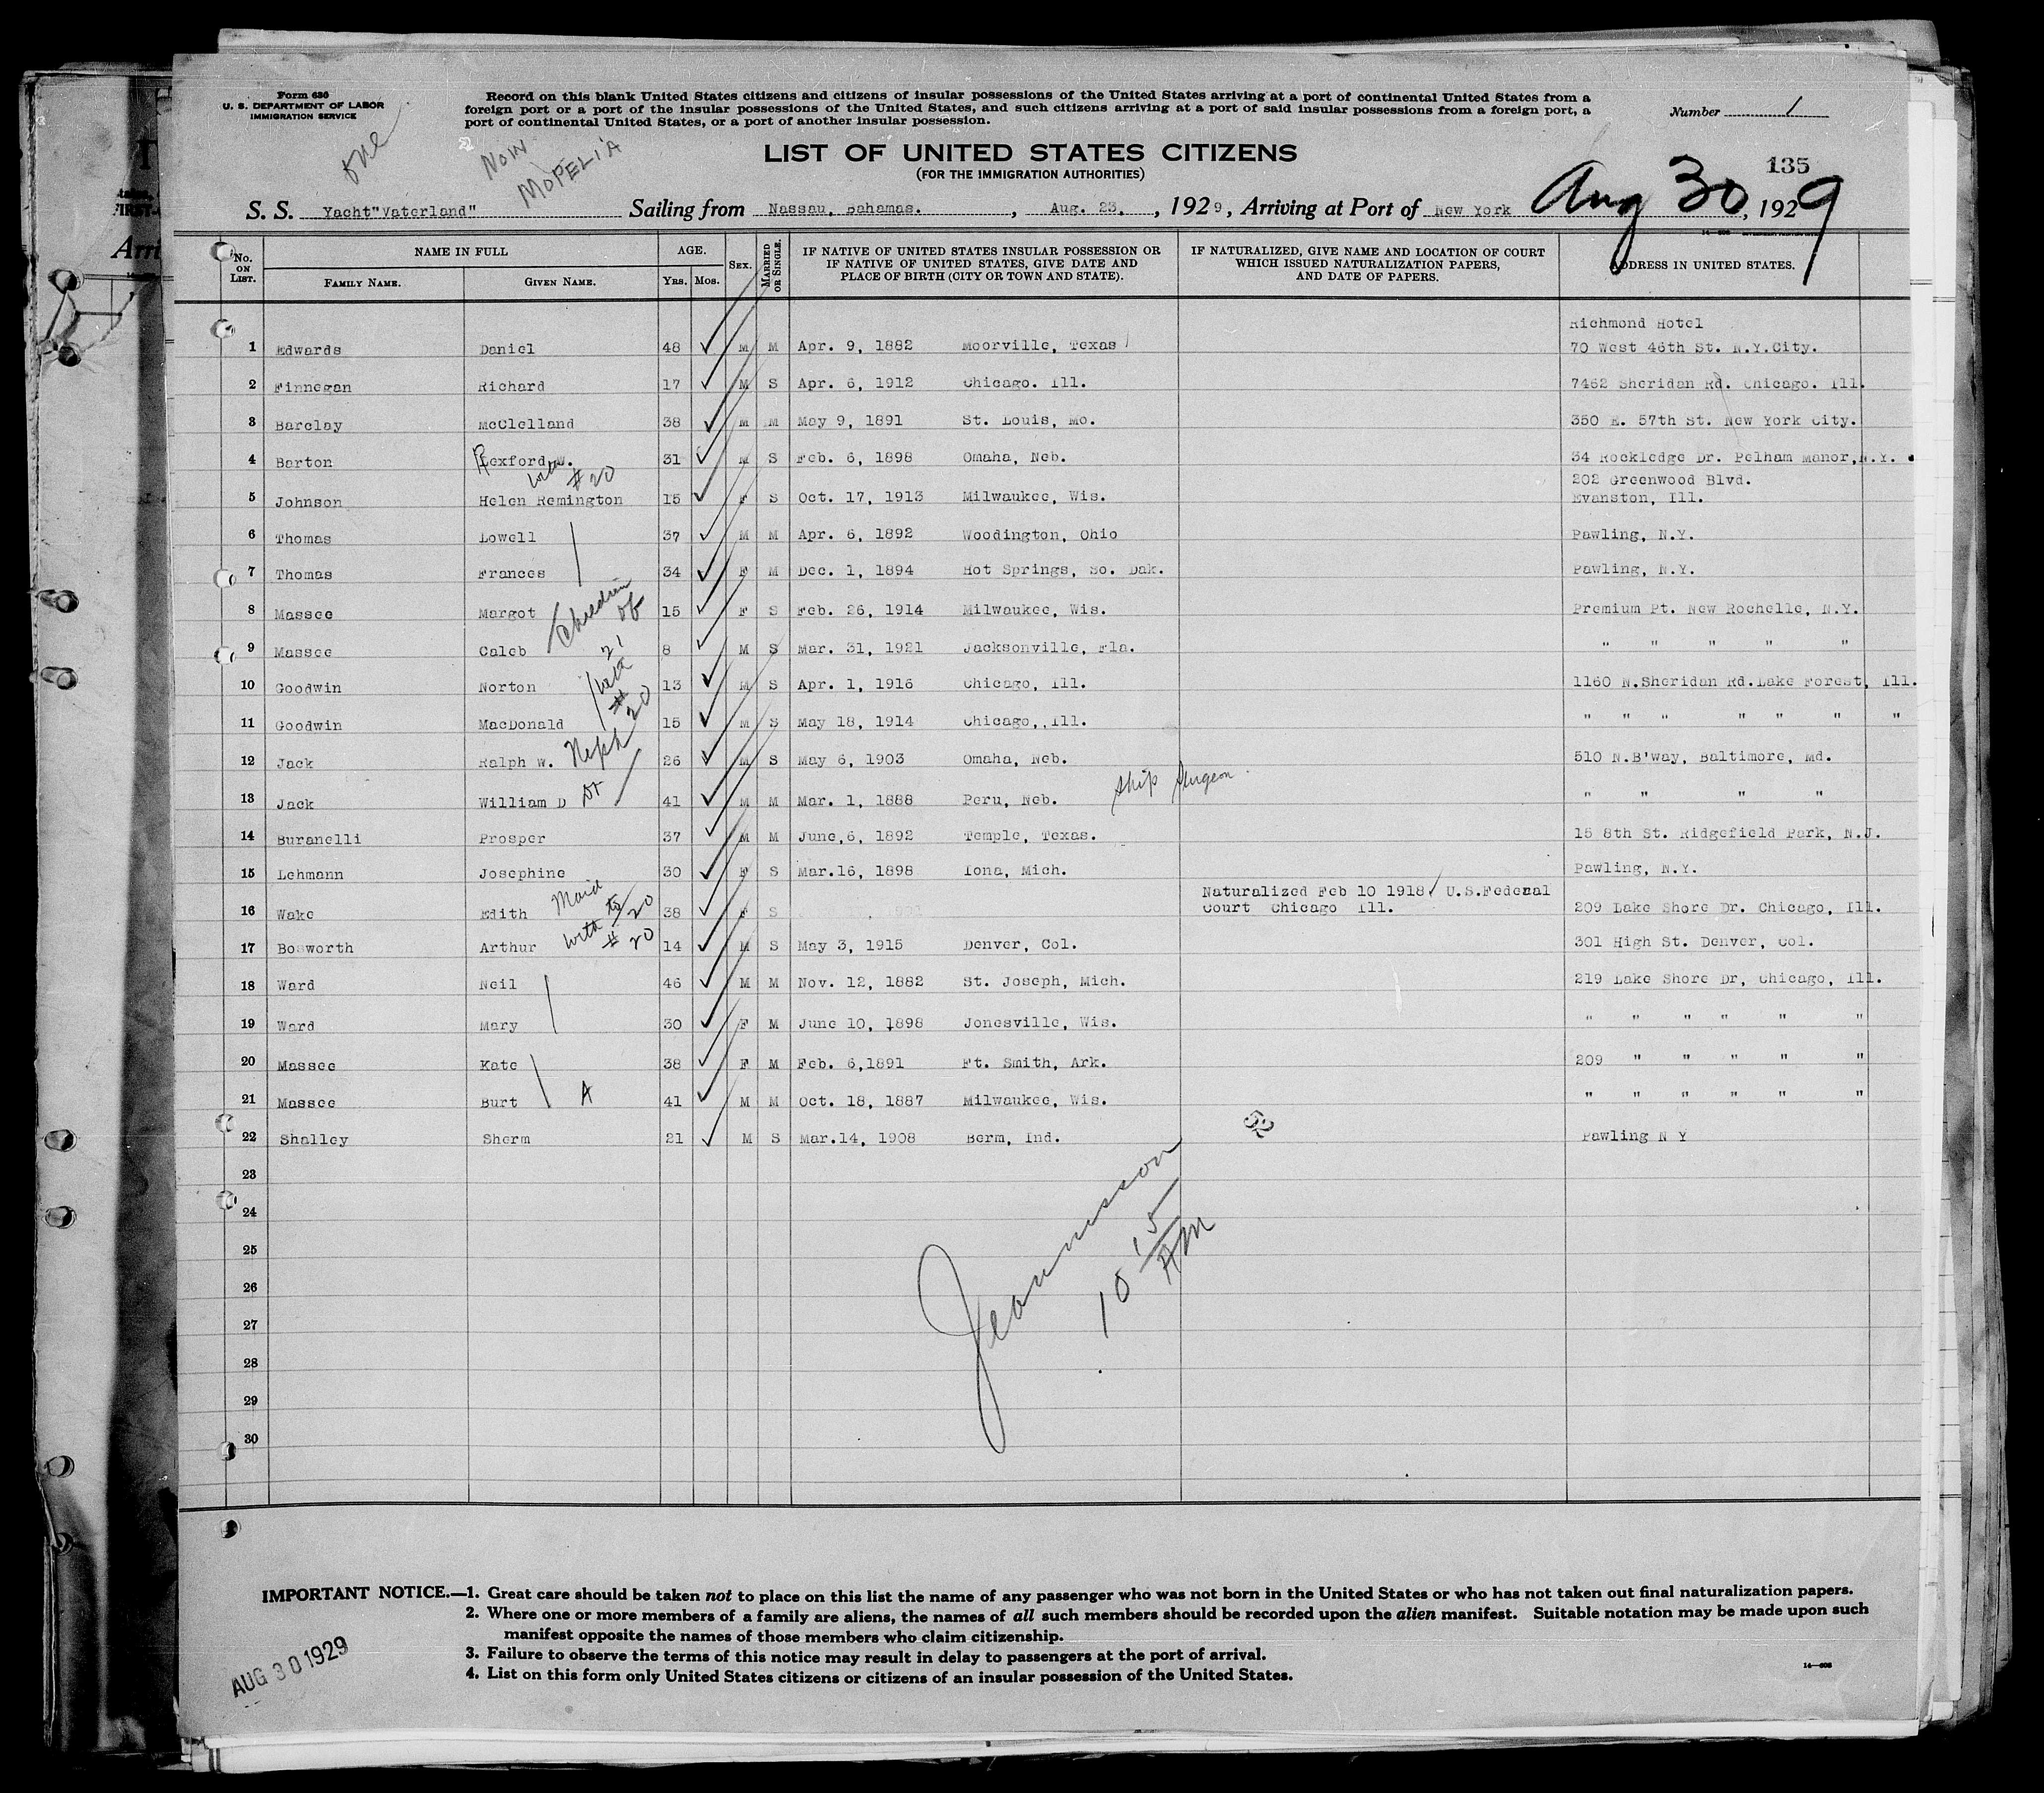 Form 630
U. S. DEPARTMENT OF LABOR
IMMIGRATION SERVICE
Record on this blank United States citizens and citizens of insular possessions of the United States arriving at a port of continental United States from a
foreign port or a port of the insular possessions of the United States, and such citizens arriving at a port of said insular possessions from a foreign port, a
port of continental United States, or a port of another insular possession.
Number 1
one
NOW
MOPELIA
LIST OF UNITED STATES CITIZENS
(FOR THE IMMIGRATION AUTHORITIES)
135
S. S. Yacht"Vaterland" Sailing from Nassau, Bahamas. , Aug. 23, , 1929, Arriving at Port of New York Aug 30, 1929
No. ON LIST. NAME IN FULL AGE. SEX. MARRIED OR SINGLE. IF NATIVE OF UNITED STATES INSULAR POSSESSION OR IF NATIVE OF UNITED STATES, GIVE DATE AND PLACE OF BIRTH (CITY OR TOWN AND STATE). IF NATURALIZED, GIVE NAME AND LOCATION OF COURT WHICH ISSUED NATURALIZATION PAPERS, AND DATE OF PAPERS. ADDRESS IN UNITED STATES.
FAMILY NAME. GIVEN NAME. YRS. MOS.
Richmond Hotel
1 Edwards Daniel 48 M M Apr. 9, 1882 Moorville, Texas 70 West 46th St. N.Y.City.
2 Finnegan Richard 17 M S Apr. 6, 1912 Chicago. Ill. 7462 Sheridan Rd. Chicago. Ill.
3 Barclay McClelland 38 M M May 9, 1891 St. Louis, Mo. 350 E. 57th St. New York City.
4 Barton Rexford W. 31 M S Feb. 6, 1898 Omaha, Neb. 34 Rockledge Dr. Pelham Manor, N.Y.
with #20
202 Greenwood Blvd.
5 Johnson Helen Remington 15 F S Oct. 17, 1913 Milwaukee, Wis. Evanston, Ill.
6 Thomas Lowell 37 M M Apr. 6, 1892 Woodington, Ohio Pawling, N.Y.
7 Thomas Frances 34 F M Dec. 1, 1894 Hot Springs, So. Dak. Pawling, N.Y.
8 Massee Margot Children of 15 F S Feb. 26, 1914 Milwaukee, Wis. Premium Pt. New Rochelle, N.Y.
9 Massee Caleb 21 8 M S Mar. 31, 1921 Jacksonville, Fla. " " " " "
10 Goodwin Norton with # 20 13 M S Apr. 1, 1916 Chicago, Ill. 1160 N.Sheridan Rd.Lake Forest, Ill.
11 Goodwin MacDonald 15 M S May 18, 1914 Chicago,,Ill. " " " " " " "
12 Jack Ralph W. Neph 26 M S May 6, 1903 Omaha, Neb. 510 N.B'way, Baltimore, Md.
13 Jack William D Dr 41 M M Mar. 1, 1888 Peru, Neb. Ship Surgeon. " " " "
14 Buranelli Prosper 37 M M June,6, 1892 Temple, Texas. 15 8th St. Ridgefield Park, N.J.
15 Lehmann Josephine 30 F S Mar.16, 1898 Iona, Mich. Pawling, N.Y.
Naturalized Feb 10 1918 U.S.Federal
16 Wake Edith Maid to 20 38 F S Court Chicago Ill. 209 Lake Shore Dr. Chicago, Ill.
17 Bosworth Arthur with # 20 14 M S May 3, 1915 Denver, Col. 301 High St. Denver, Col.
18 Ward Neil 46 M M Nov. 12, 1882 St. Joseph, Mich. 219 Lake Shore Dr, Chicago, Ill.
19 Ward Mary 30 F M June 10, 1898 Jonesville, Wis. " " " " " "
20 Massee Kate 38 F M Feb. 6,1891 Ft. Smith, Ark. 209 " " " " "
21 Massee Burt A 41 M M Oct. 18, 1887 Milwaukee, Wis. " " " " " "
22 Shalley Sherm 21 M S Mar.14, 1908 Berm, Ind. Pawling N Y
52
23
24
25
26
27
28
29
30
10 15 AM
IMPORTANT NOTICE.—1. Great care should be taken not to place on this list the name of any passenger who was not born in the United States or who has not taken out final naturalization papers.
2. Where one or more members of a family are aliens, the names of all such members should be recorded upon the alien manifest. Suitable notation may be made upon such
manifest opposite the names of those members who claim citizenship.
3. Failure to observe the terms of this notice may result in delay to passengers at the port of arrival.
4. List on this form only United States citizens or citizens of an insular possession of the United States.
AUG 30 1929